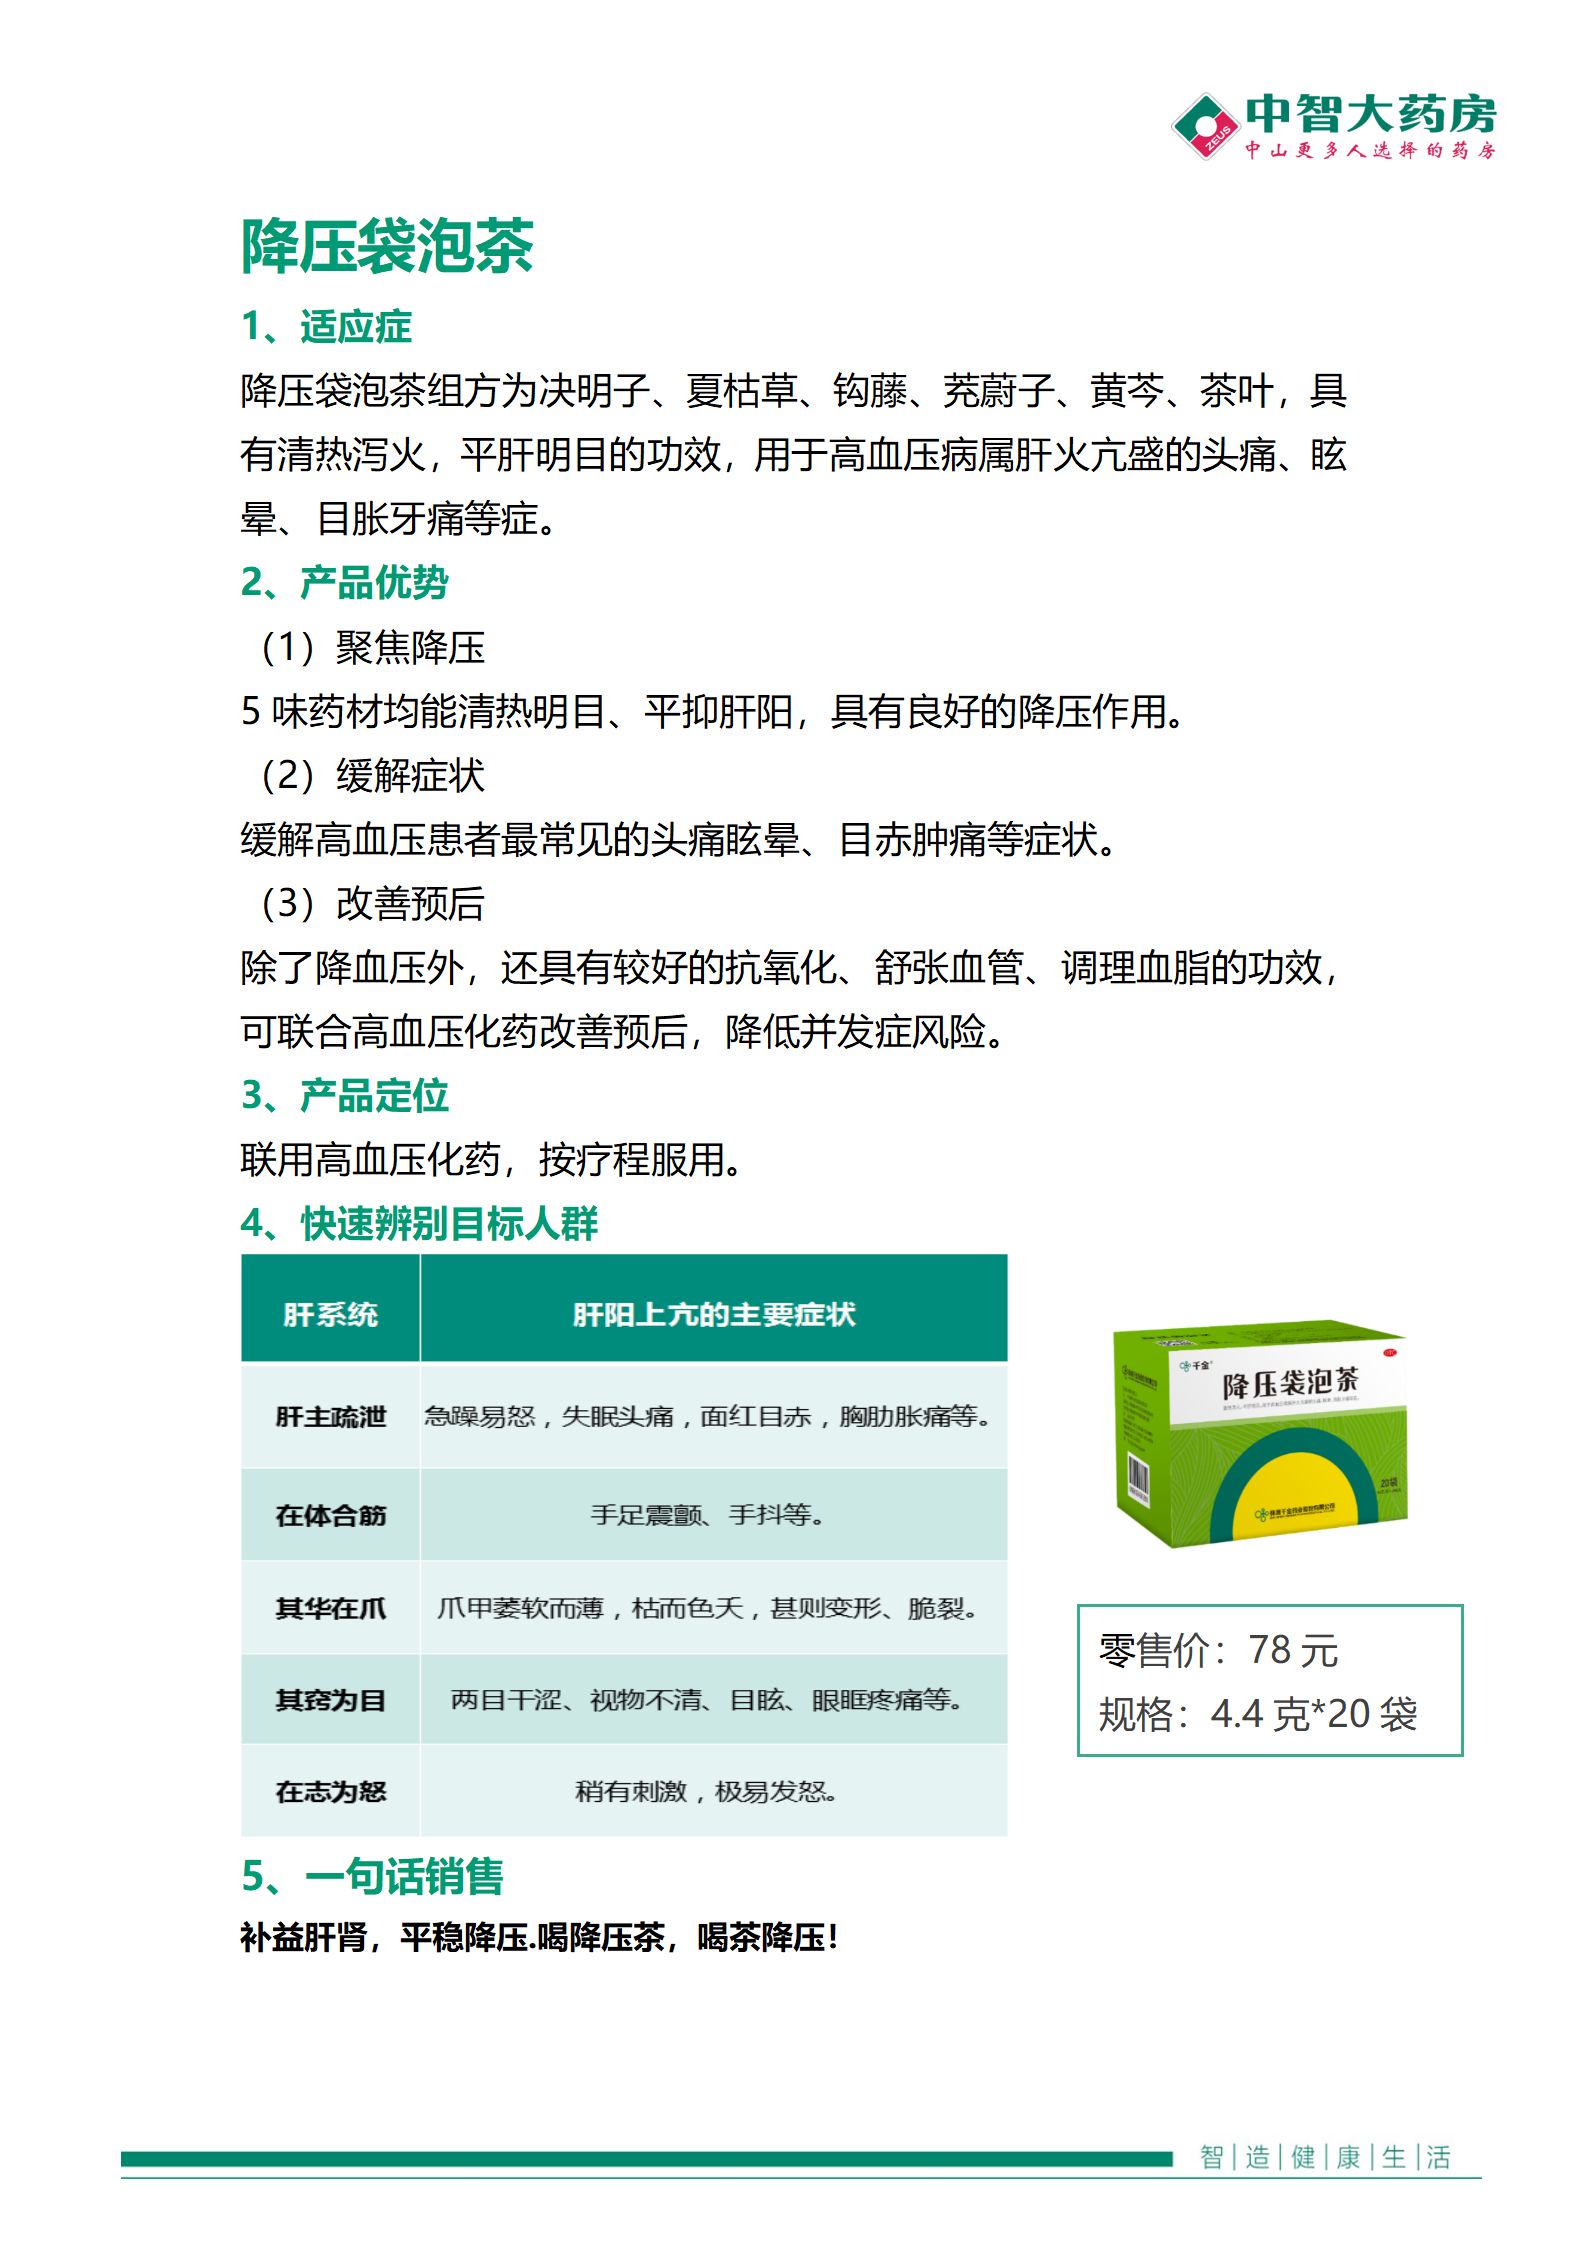 中智大药房
ZEUS
中山更多人选择的药房
降压袋泡茶
1、适应症
降压袋泡茶组方为决明子、夏枯草、钩藤、茺蔚子、黄芩、茶叶，具
有清热泻火，平肝明目的功效，用于高血压病属肝火亢盛的头痛、眩
晕、目胀牙痛等症。
2、产品优势
（1）聚焦降压
5 味药材均能清热明目、平抑肝阳，具有良好的降压作用。
（2）缓解症状
缓解高血压患者最常见的头痛眩晕、目赤肿痛等症状。
（3）改善预后
除了降血压外，还具有较好的抗氧化、舒张血管、调理血脂的功效，
可联合高血压化药改善预后，降低并发症风险。
3、产品定位
联用高血压化药，按疗程服用。
4、快速辨别目标人群
肝系统 肝阳上亢的主要症状
肝主疏泄 急躁易怒，失眠头痛，面红目赤，胸肋胀痛等。
在体合筋 手足震颤、手抖等。
其华在爪 爪甲萎软而薄，枯而色夭，甚则变形、脆裂。
其窍为目 两目干涩、视物不清、目眩、眼眶疼痛等。
在志为怒 稍有刺激，极易发怒。
千金
降压袋泡茶
20袋
株洲千金药业股份有限公司
零售价：78 元
规格：4.4 克*20 袋
5、一句话销售
补益肝肾，平稳降压.喝降压茶，喝茶降压！
智|造|健|康|生|活